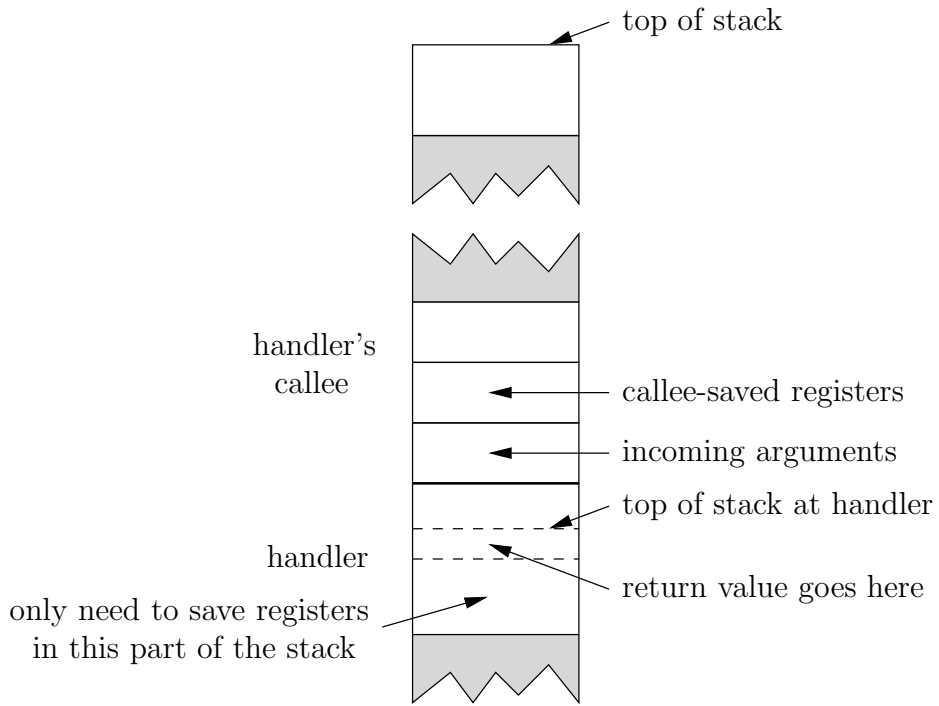 top of stack
handler's
callee
callee-saved registers
incoming arguments
top of stack at handler
handler
return value goes here
only need to save registers
in this part of the stack